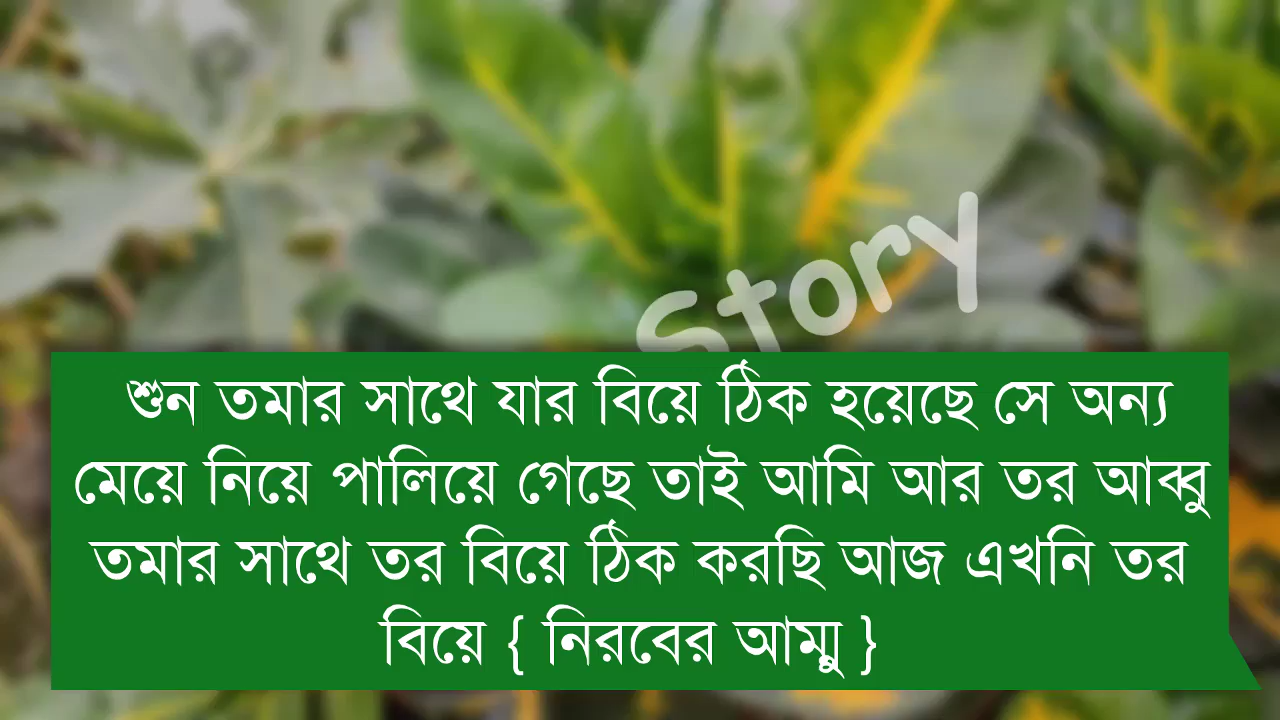 Story
শুন তমার সাথে যার বিয়ে ঠিক হয়েছে সে অন্য
মেয়ে নিয়ে পালিয়ে গেছে তাই আমি আর তর আব্বু
তমার সাথে তর বিয়ে ঠিক করছি আজ এখনি তর
বিয়ে { নিরবের আম্মু }